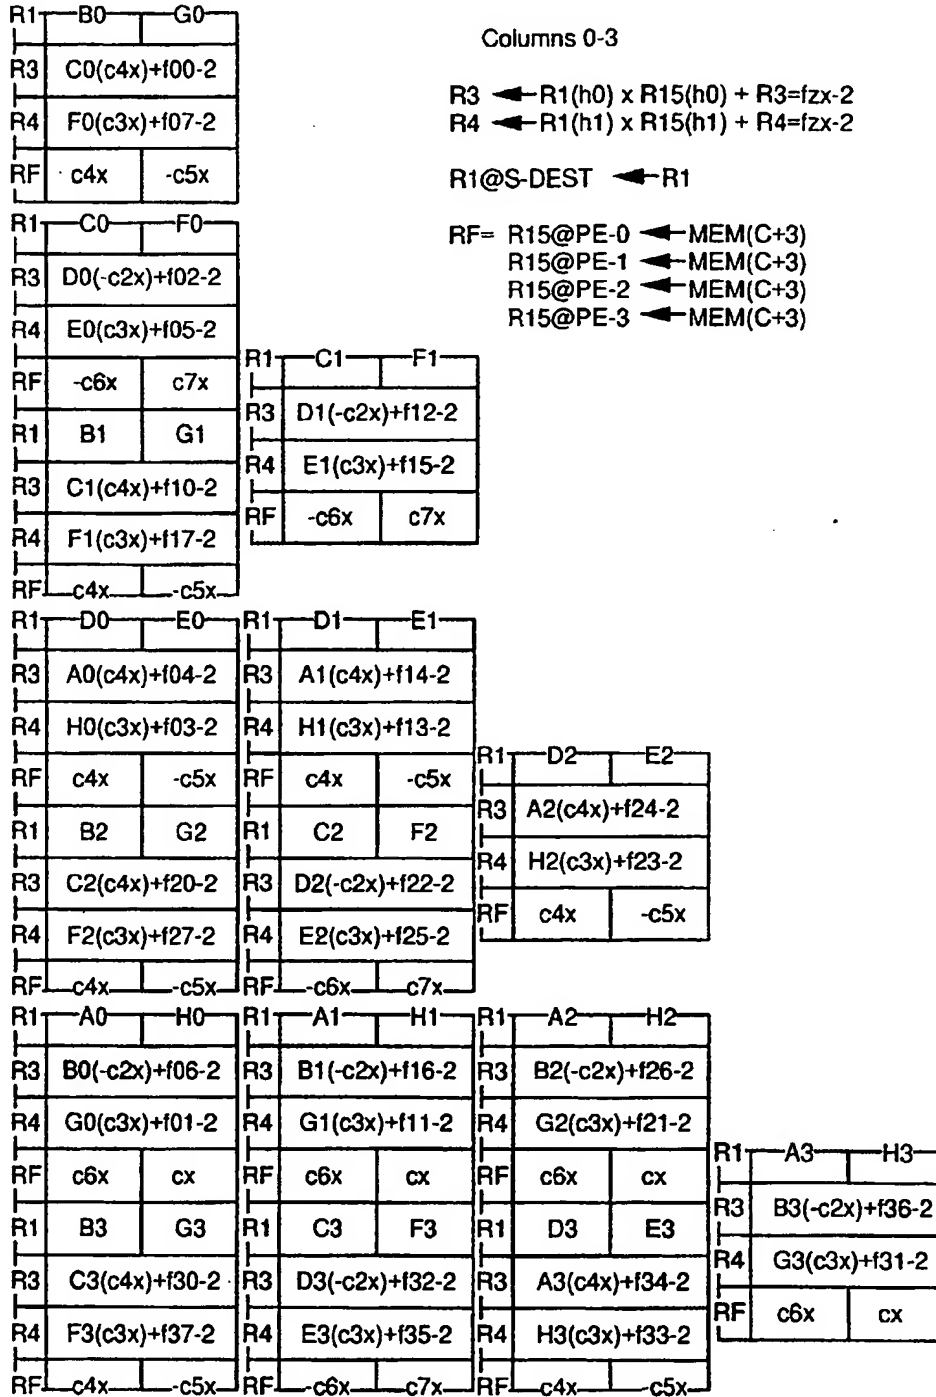 R1 B0 G0
R3 C0(c4x)+f00-2
R4 F0(c3x)+f07-2
RF c4x -c5x
Columns 0-3
R3 ← R1(h0) x R15(h0) + R3=fzx-2
R4 ← R1(h1) x R15(h1) + R4=fzx-2
R1@S-DEST ← R1
RF= R15@PE-0 ← MEM(C+3)
R15@PE-1 ← MEM(C+3)
R15@PE-2 ← MEM(C+3)
R15@PE-3 ← MEM(C+3)
R1 C0 F0
R3 D0(-c2x)+f02-2
R4 E0(c3x)+f05-2
RF -c6x c7x
R1 B1 G1
R3 C1(c4x)+f10-2
R4 F1(c3x)+f17-2
RF c4x -c5x
R1 C1 F1
R3 D1(-c2x)+f12-2
R4 E1(c3x)+f15-2
RF -c6x c7x
R1 D0 E0
R3 A0(c4x)+f04-2
R4 H0(c3x)+f03-2
RF c4x -c5x
R1 B2 G2
R3 C2(c4x)+f20-2
R4 F2(c3x)+f27-2
RF c4x -c5x
R1 D1 E1
R3 A1(c4x)+f14-2
R4 H1(c3x)+f13-2
RF c4x -c5x
R1 C2 F2
R3 D2(-c2x)+f22-2
R4 E2(c3x)+f25-2
RF -c6x c7x
R1 D2 E2
R3 A2(c4x)+f24-2
R4 H2(c3x)+f23-2
RF c4x -c5x
R1 A0 H0
R3 B0(-c2x)+f06-2
R4 G0(c3x)+f01-2
RF c6x cx
R1 B3 G3
R3 C3(c4x)+f30-2
R4 F3(c3x)+f37-2
RF c4x -c5x
R1 A1 H1
R3 B1(-c2x)+f16-2
R4 G1(c3x)+f11-2
RF c6x cx
R1 C3 F3
R3 D3(-c2x)+f32-2
R4 E3(c3x)+f35-2
RF -c6x c7x
R1 A2 H2
R3 B2(-c2x)+f26-2
R4 G2(c3x)+f21-2
RF c6x cx
R1 D3 E3
R3 A3(c4x)+f34-2
R4 H3(c3x)+f33-2
RF c4x -c5x
R1 A3 H3
R3 B3(-c2x)+f36-2
R4 G3(c3x)+f31-2
RF c6x cx